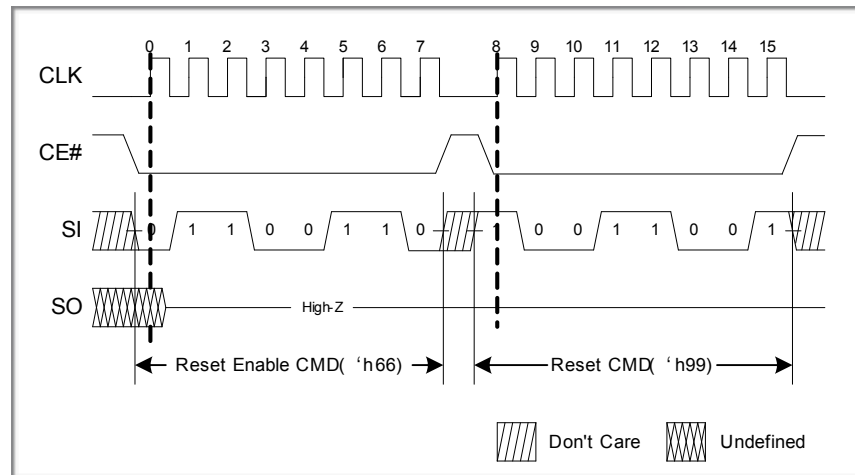 0 1 2 3 4 5 6 7 8 9 10 11 12 13 14 15
CLK
CE#
SI 0 1 1 0 0 1 1 0 1 0 0 1 1 0 0 1
SO
High-Z
Reset Enable CMD( ‘h66) Reset CMD( ‘h99)
Don't Care Undefined